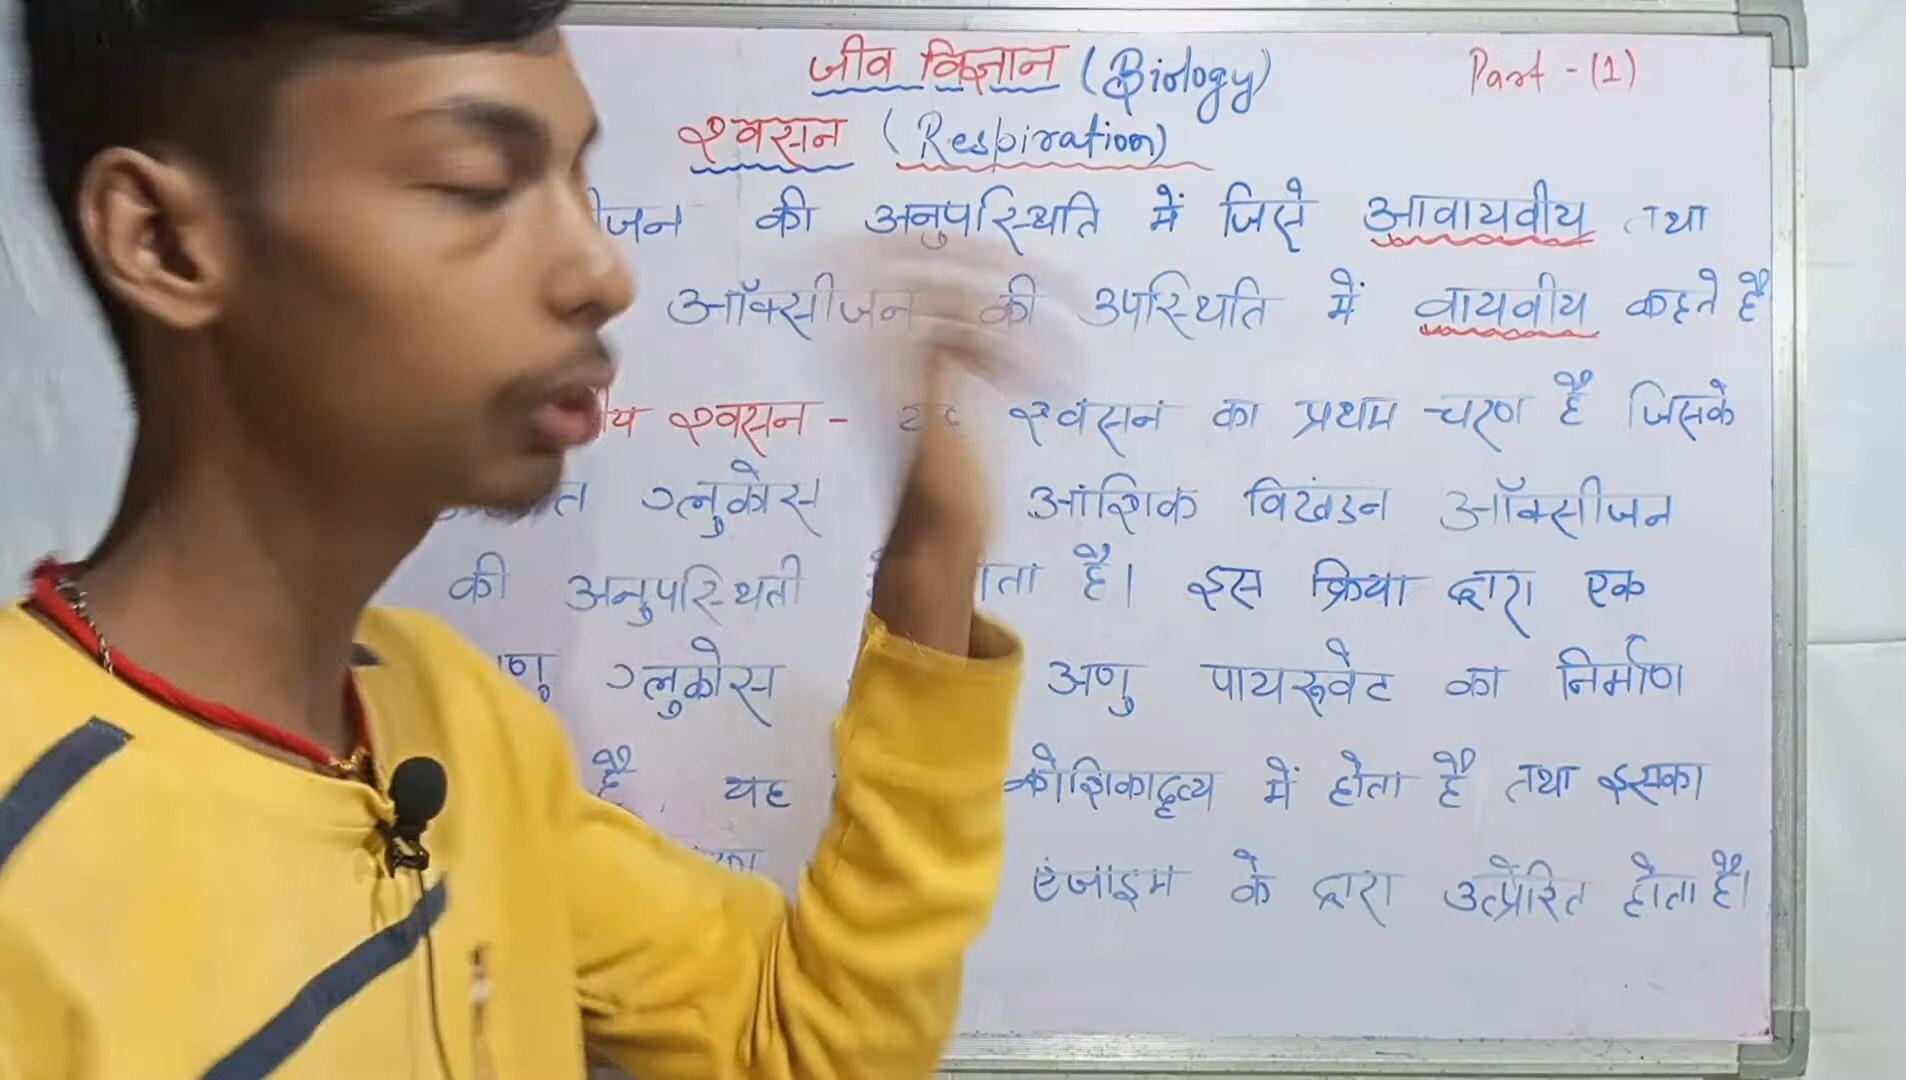 जीव विज्ञान (Biology) Part - (1)
श्वसन (Respiration)
की अनुपस्थिति में जिसे आवायवीय तथा
ऑक्सीजन की उपस्थिति में वायवीय कहते है
श्वसन - श्वसन का प्रथम चरण है जिसके
ग्लुकोस आंशिक विखंडन ऑक्सीजन
की अनुपस्थिती है। इस क्रिया द्वारा एक
ग्लुकोस अणु पायरूवेट का निर्माण
है यह कोशिकाद्रव्य में होता है तथा इसका
एंजाइम के द्वारा उत्प्रेरित होता है।